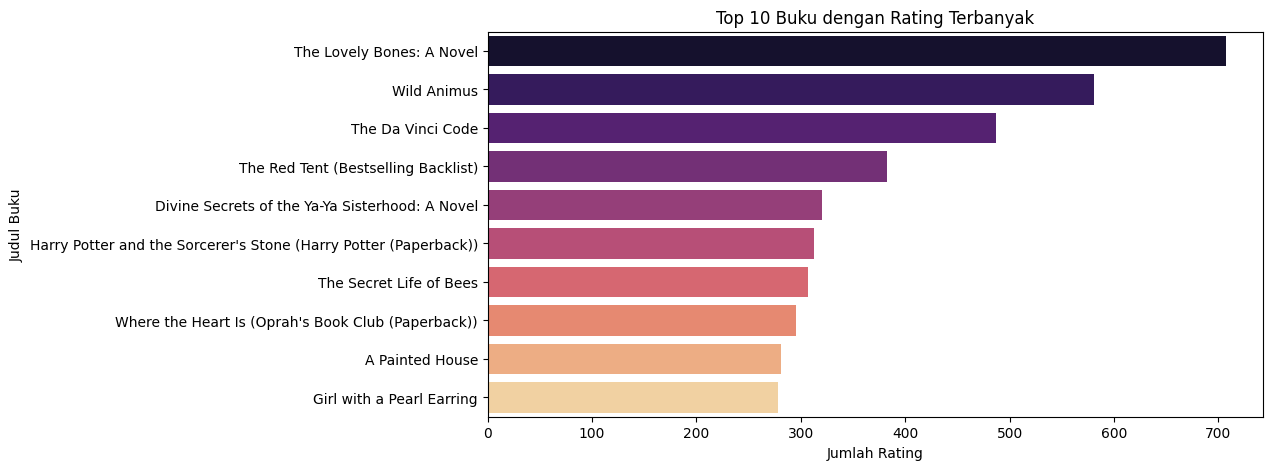 Top 10 Buku dengan Rating Terbanyak
Judul Buku
The Lovely Bones: A Novel
Wild Animus
The Da Vinci Code
The Red Tent (Bestselling Backlist)
Divine Secrets of the Ya-Ya Sisterhood: A Novel
Harry Potter and the Sorcerer's Stone (Harry Potter (Paperback))
The Secret Life of Bees
Where the Heart Is (Oprah's Book Club (Paperback))
A Painted House
Girl with a Pearl Earring
0 100 200 300 400 500 600 700
Jumlah Rating